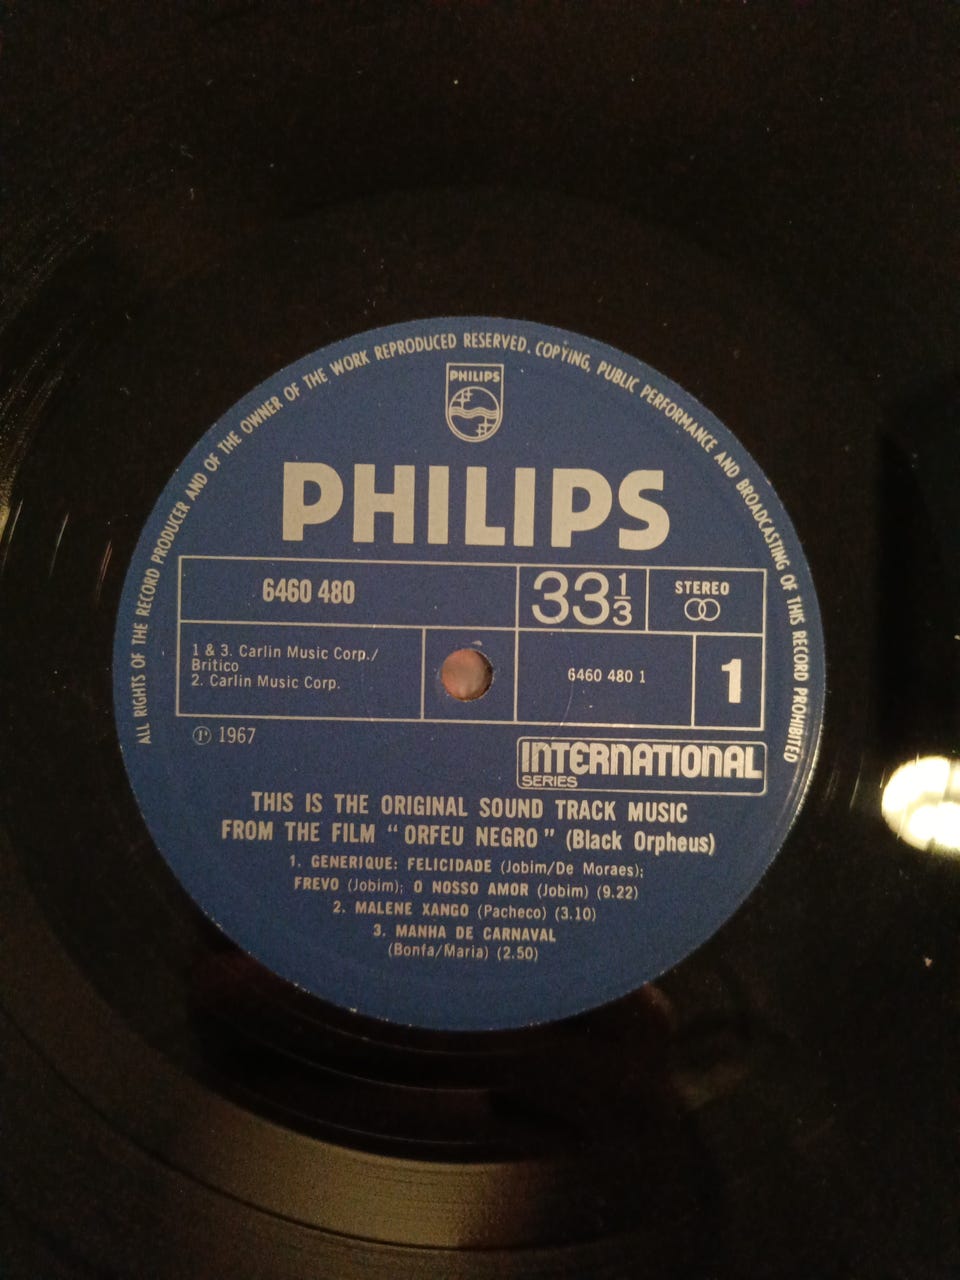 ALL RIGHTS OF THE RECORD PRODUCER AND OF THE OWNER OF THE WORK REPRODUCED RESERVED. COPYING, PUBLIC PERFORMANCE AND BROADCASTING OF THIS RECORD PROHIBITED
PHILIPS
PHILIPS
6460 480
33 1/3
STEREO
1 & 3. Carlin Music Corp./
Britico
2. Carlin Music Corp.
6460 480 1
1
Ⓟ 1967
INTERNATIONAL
SERIES
THIS IS THE ORIGINAL SOUND TRACK MUSIC
FROM THE FILM " ORFEU NEGRO " (Black Orpheus)
1. GENERIQUE: FELICIDADE (Jobim/De Moraes);
FREVO (Jobim); O NOSSO AMOR (Jobim) (9.22)
2. MALENE XANGO (Pacheco) (3.10)
3. MANHA DE CARNAVAL
(Bonfa/Maria) (2.50)